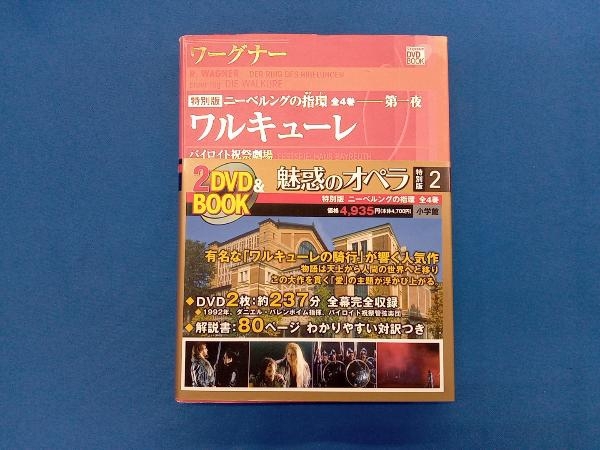 ワーグナー
DVD
BOOK
R. WAGNER DER RING DES NIBELUNGEN
DIE WALKÜRE
特別版 ニーベルングの指環 全4巻——第一夜
ワルキューレ
バイロイト祝祭劇場
2DVD&
BOOK
魅惑のオペラ 特別版 2
特別版 ニーベルングの指環 全4巻
価格4,935円(本体4,700円) 小学館
有名な「ワルキューレの騎行」が響く人気作
物語は天上から人間の世界へと移り
この大作を貫く「愛」の主題が浮かび上がる
◆DVD2枚:約237分 全幕完全収録
◆1992年、ダニエル・バレンボイム指揮、バイロイト祝祭管弦楽団
◆解説書:80ページ わかりやすい対訳つき